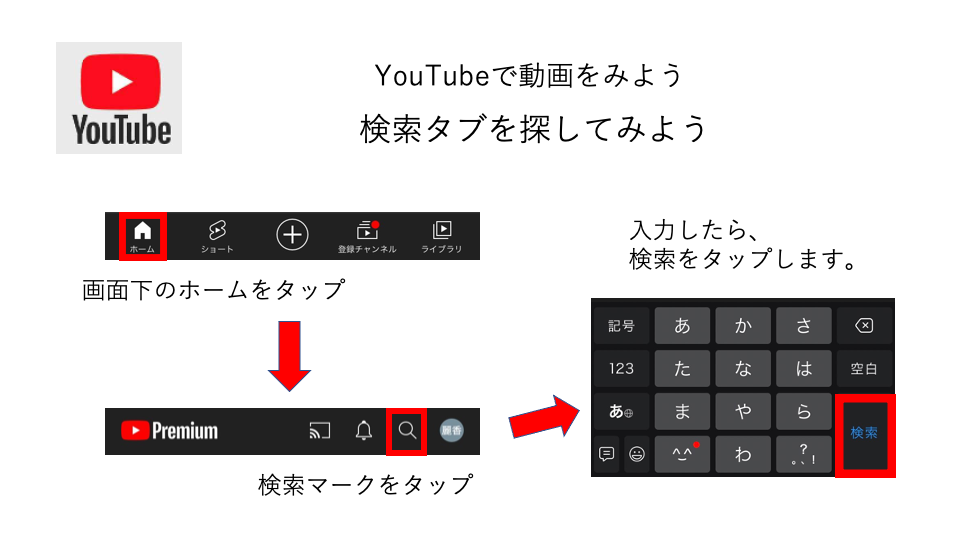 YouTube
YouTubeで動画をみよう
検索タブを探してみよう
ホーム
ショート
登録チャンネル
ライブラリ
画面下のホームをタップ
Premium
麗香
検索マークをタップ
入力したら、
検索をタップします。
記号 あ か さ
123 た な は 空白
あ ま や ら
^_^ わ 。、?! 検索